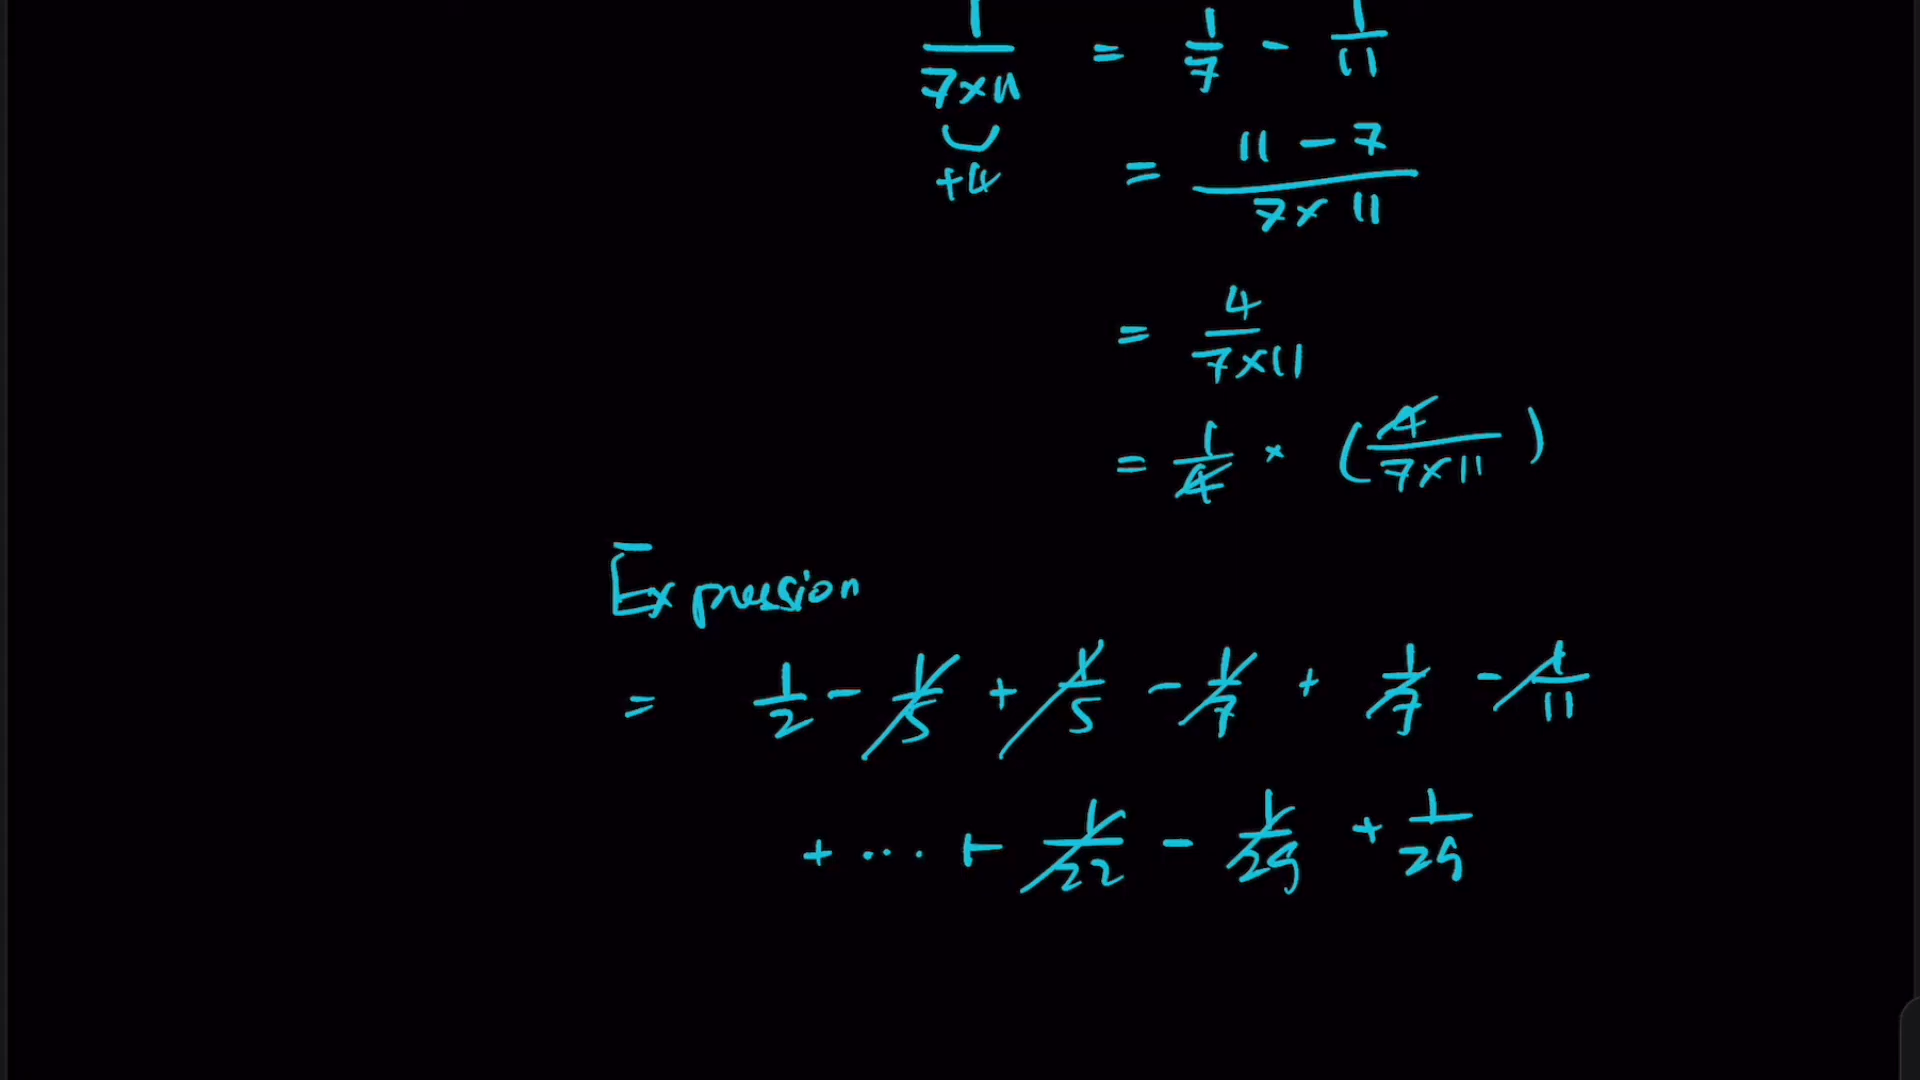 1/(7×11) = 1/7 - 1/11
+4 = (11 - 7)/(7 × 11)
= 4/(7×11)
= 1/4 × (4/(7×11))
Expression
= 1/2 - 1/5 + 1/5 - 1/7 + 1/7 - 1/11
+ ... + 1/22 - 1/29 + 1/29